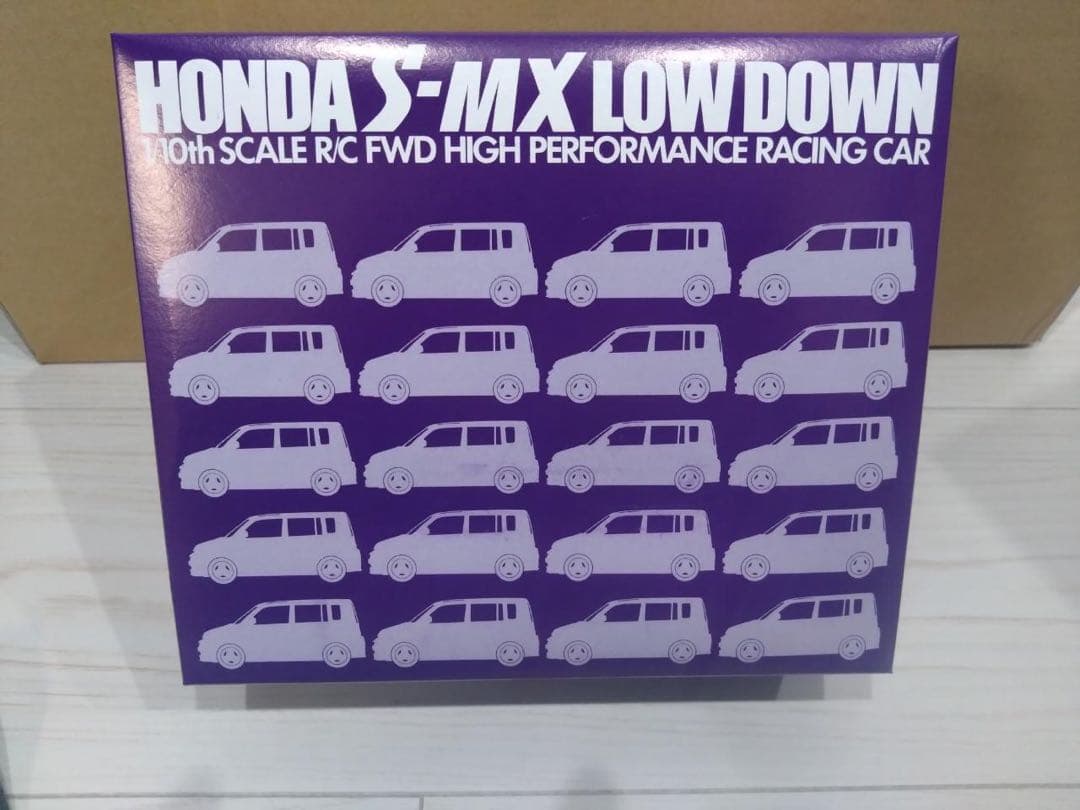 HONDA S-MX LOW DOWN
1/10th SCALE R/C FWD HIGH PERFORMANCE RACING CAR